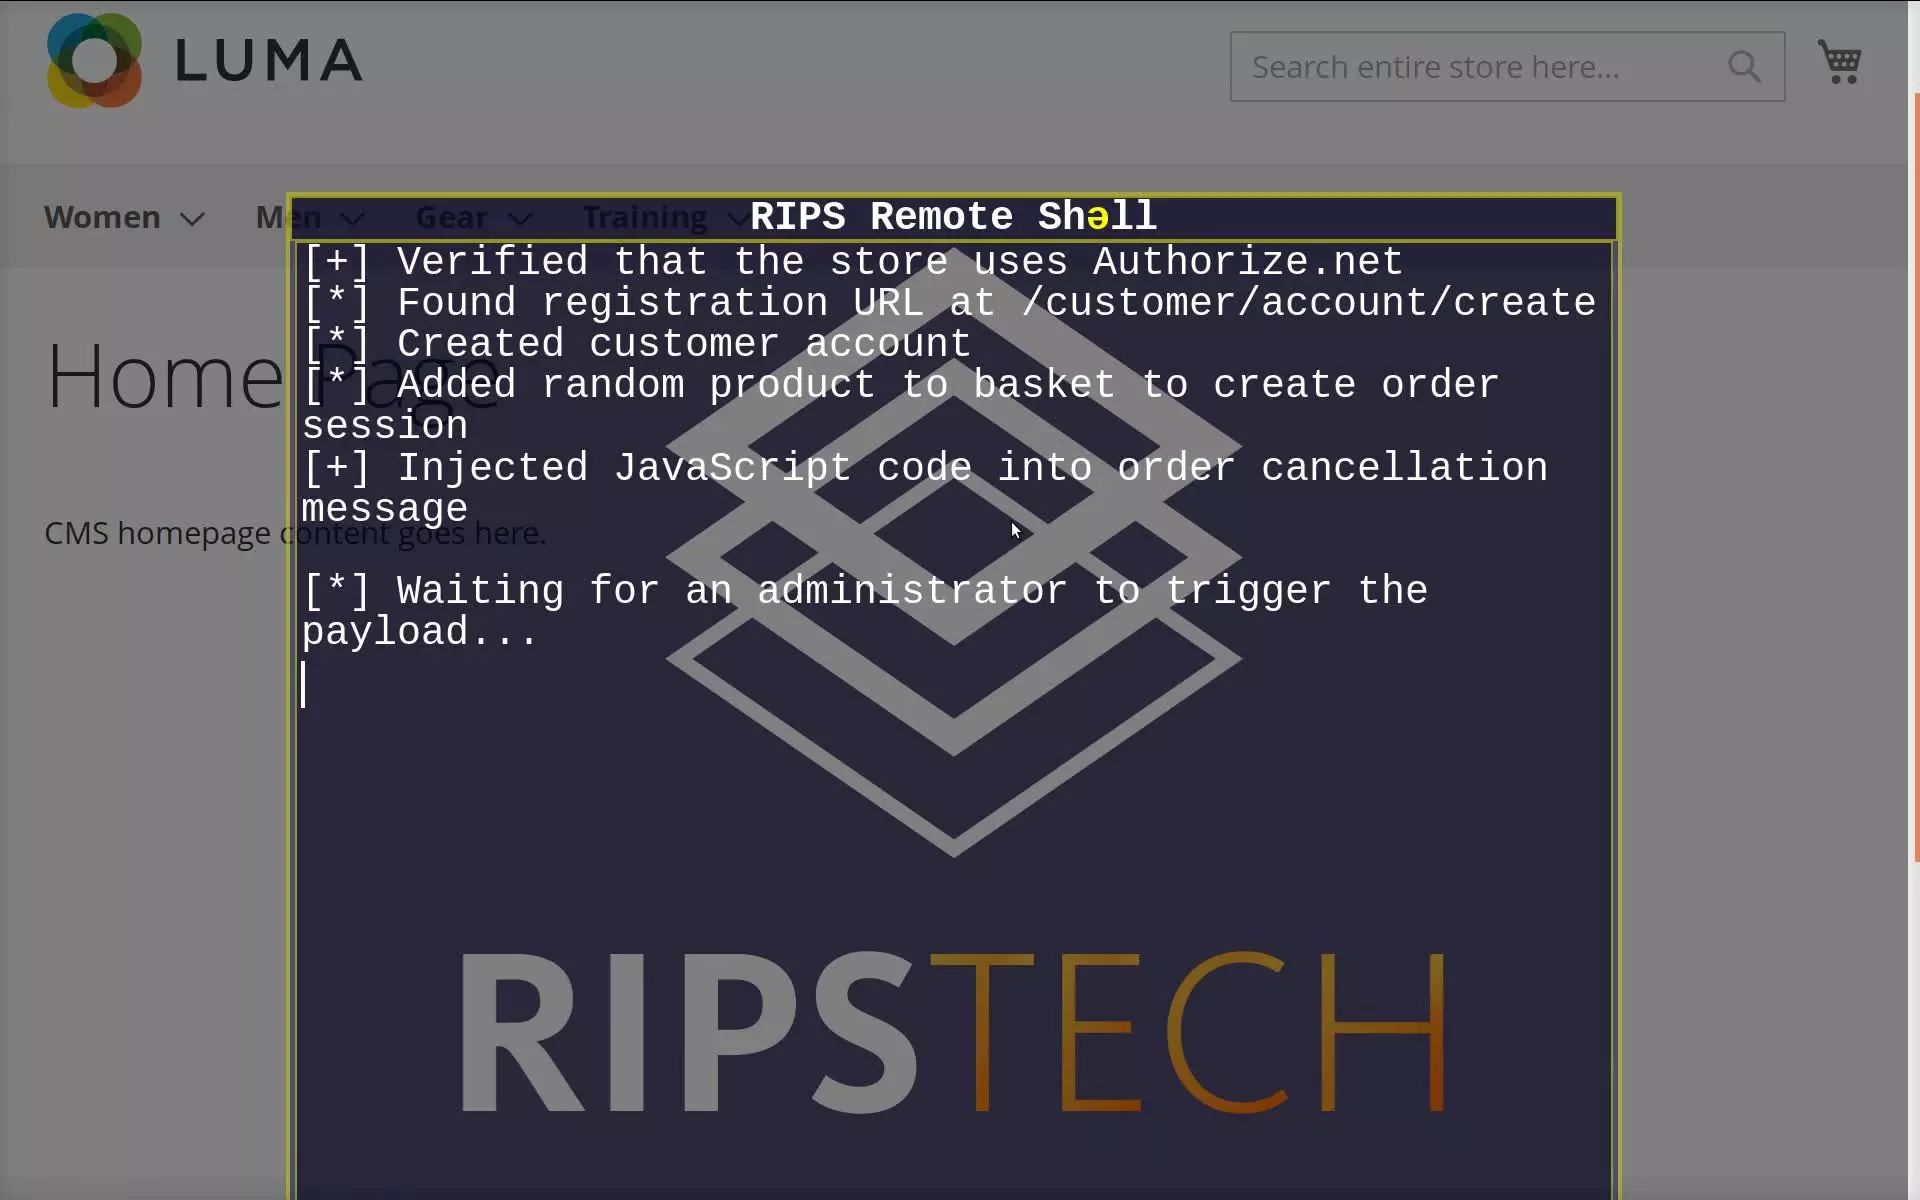 LUMA
Search entire store here...
Women
Men
Gear
Training
RIPS Remote Shəll
[+] Verified that the store uses Authorize.net
[*] Found registration URL at /customer/account/create
[*] Created customer account
[*] Added random product to basket to create order
session
[+] Injected JavaScript code into order cancellation
message
[*] Waiting for an administrator to trigger the
payload...
Home Page
CMS homepage content goes here.
RIPSTECH